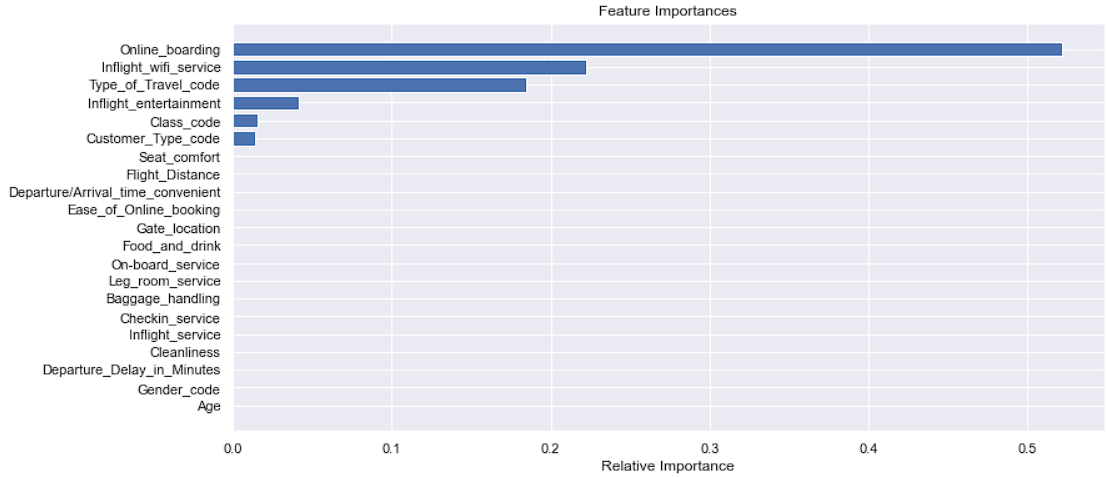 Feature Importances
Online_boarding
Inflight_wifi_service
Type_of_Travel_code
Inflight_entertainment
Class_code
Customer_Type_code
Seat_comfort
Flight_Distance
Departure/Arrival_time_convenient
Ease_of_Online_booking
Gate_location
Food_and_drink
On-board_service
Leg_room_service
Baggage_handling
Checkin_service
Inflight_service
Cleanliness
Departure_Delay_in_Minutes
Gender_code
Age
0.0 0.1 0.2 0.3 0.4 0.5
Relative Importance